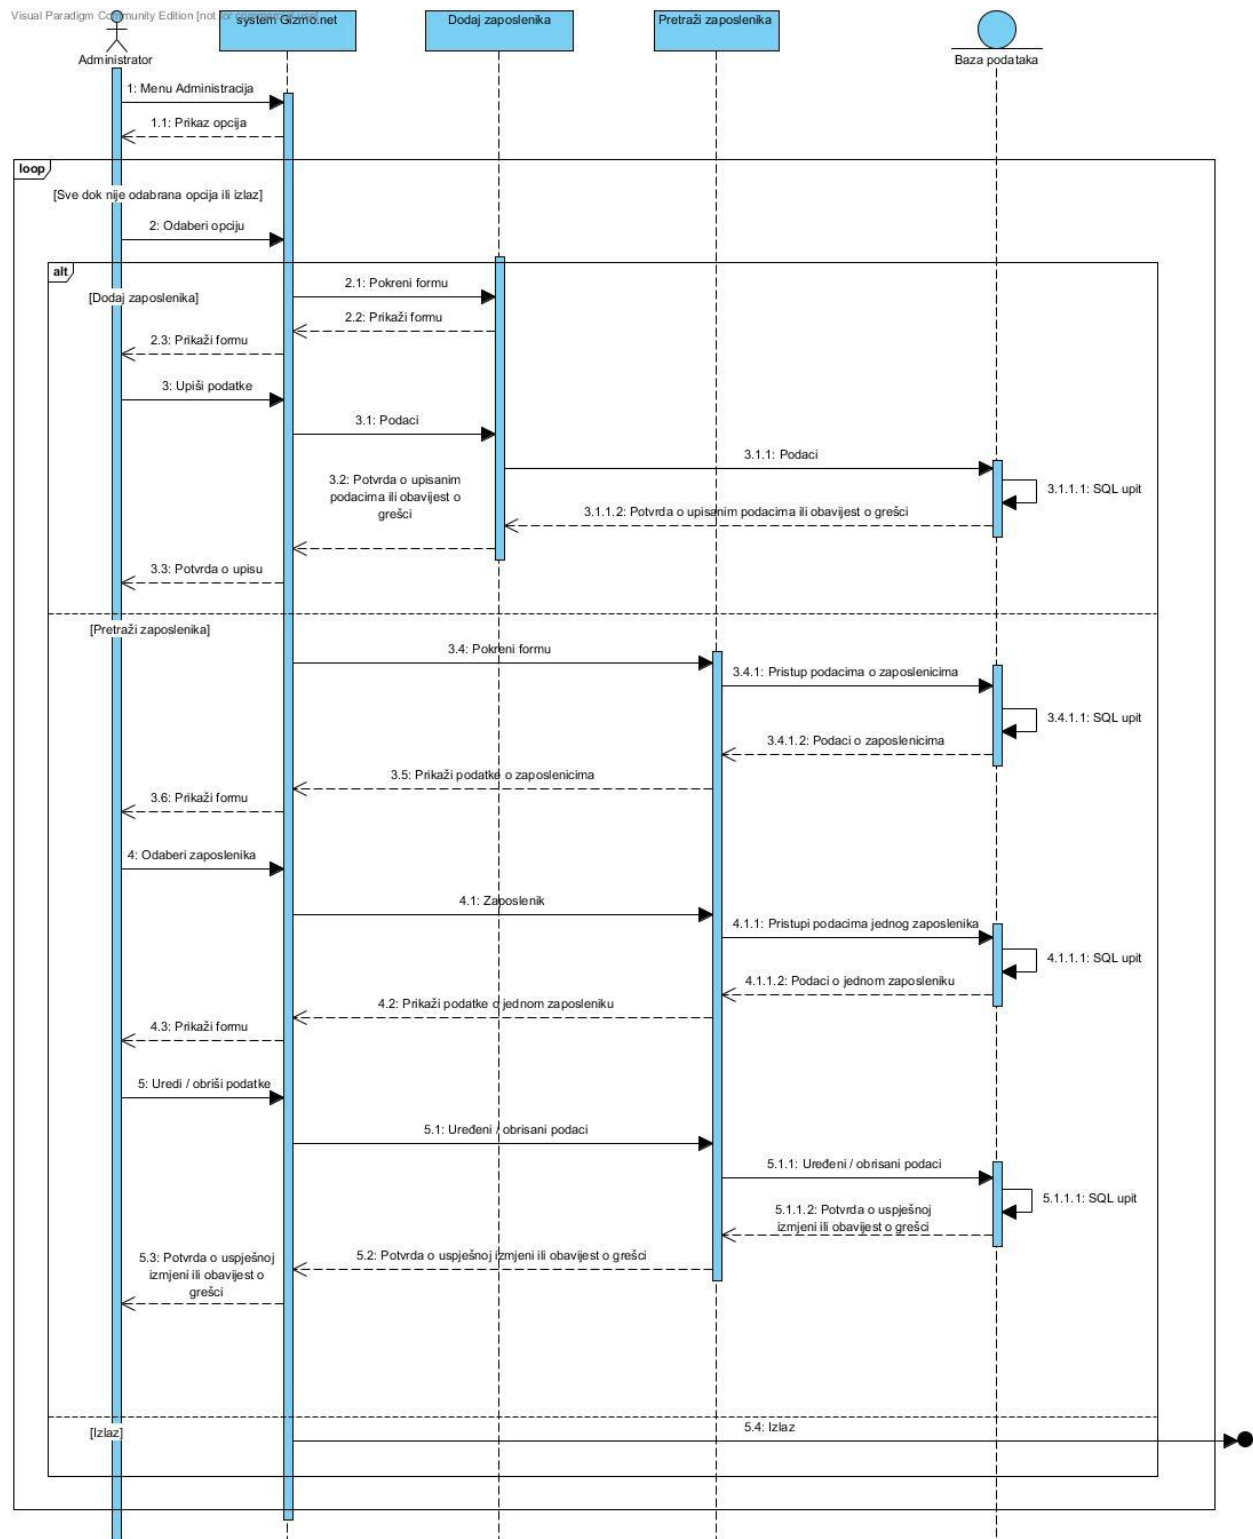 Visual Paradigm Community Edition [not for commercial use]
system Gizmo.net
Dodaj zaposlenika
Pretraži zaposlenika
Administrator
Baza podataka
1: Menu Administracija
1.1: Prikaz opcija
loop
[Sve dok nije odabrana opcija ili izlaz]
2: Odaberi opciju
alt
[Dodaj zaposlenika]
2.1: Pokreni formu
2.2: Prikaži formu
2.3: Prikaži formu
3: Upiši podatke
3.1: Podaci
3.1.1: Podaci
3.2: Potvrda o upisanim
podacima ili obavijest o
grešci
3.1.1.1: SQL upit
3.1.1.2: Potvrda o upisanim podacima ili obavijest o grešci
3.3: Potvrda o upisu
[Pretraži zaposlenika]
3.4: Pokreni formu
3.4.1: Pristup podacima o zaposlenicima
3.4.1.1: SQL upit
3.4.1.2: Podaci o zaposlenicima
3.5: Prikaži podatke o zaposlenicima
3.6: Prikaži formu
4: Odaberi zaposlenika
4.1: Zaposlenik
4.1.1: Pristupi podacima jednog zaposlenika
4.1.1.1: SQL upit
4.1.1.2: Podaci o jednom zaposleniku
4.2: Prikaži podatke o jednom zaposleniku
4.3: Prikaži formu
5: Uredi / obriši podatke
5.1: Uređeni / obrisani podaci
5.1.1: Uređeni / obrisani podaci
5.1.1.1: SQL upit
5.1.1.2: Potvrda o uspješnoj
izmjeni ili obavijest o grešci
5.2: Potvrda o uspješnoj izmjeni ili obavijest o grešci
5.3: Potvrda o uspješnoj
izmjeni ili obavijest o
grešci
[Izlaz]
5.4: Izlaz